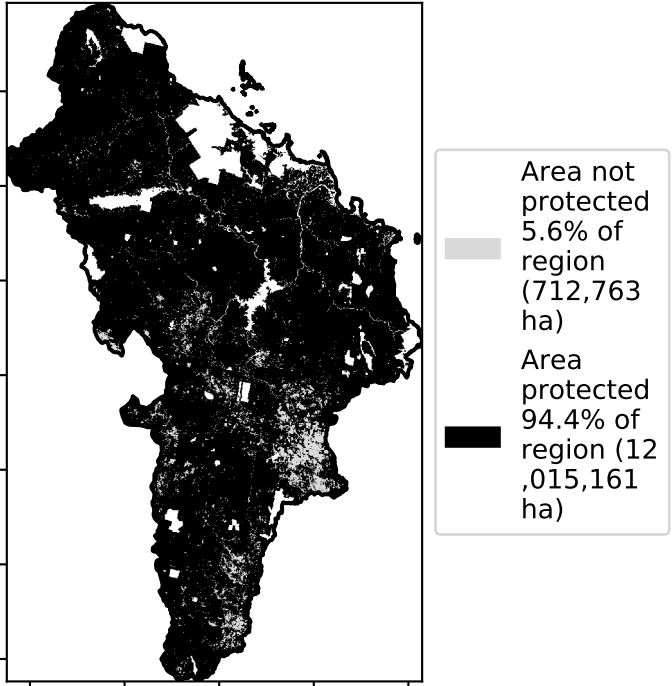 Area not
protected
5.6% of
region
(712,763
ha)
Area
protected
94.4% of
region (12
,015,161
ha)